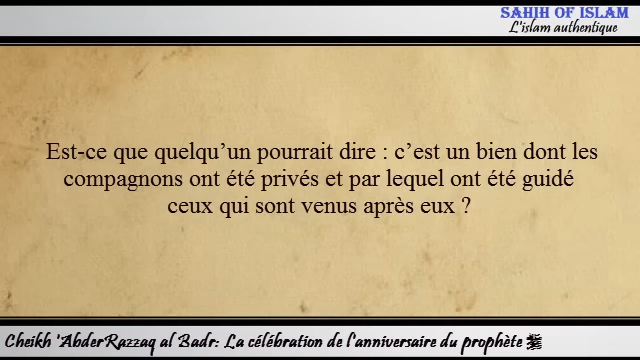 SAHIH OF ISLAM
L'islam authentique
Est-ce que quelqu’un pourrait dire : c’est un bien dont les
compagnons ont été privés et par lequel ont été guidé
ceux qui sont venus après eux ?
Cheikh 'AbderRazzaq al Badr: La célébration de l'anniversaire du prophète ﷺ